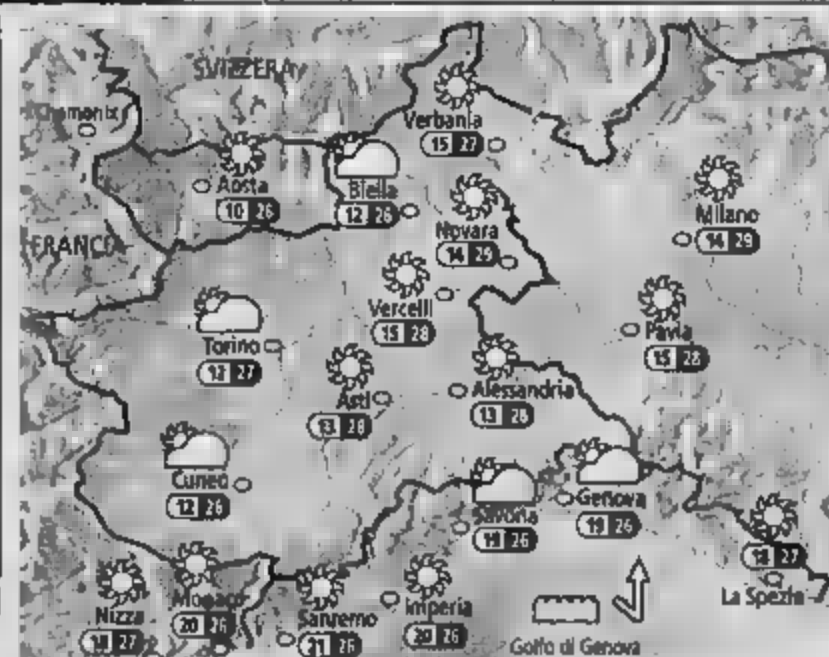 SVIZZERA
Chamonix
Verbania
15 27
Aosta
10 26
Biella
12 26
Novara
14 29
Milano
14 29
FRANCIA
Vercelli
15 28
Torino
12 27
Pavia
15 28
Asti
13 28
Alessandria
13 28
Cuneo
12 26
Savona
19 26
Genova
19 26
18 27
La Spezia
Nizza
18 27
Monaco
20 26
Sanremo
21 26
Imperia
20 26
Golfo di Genova